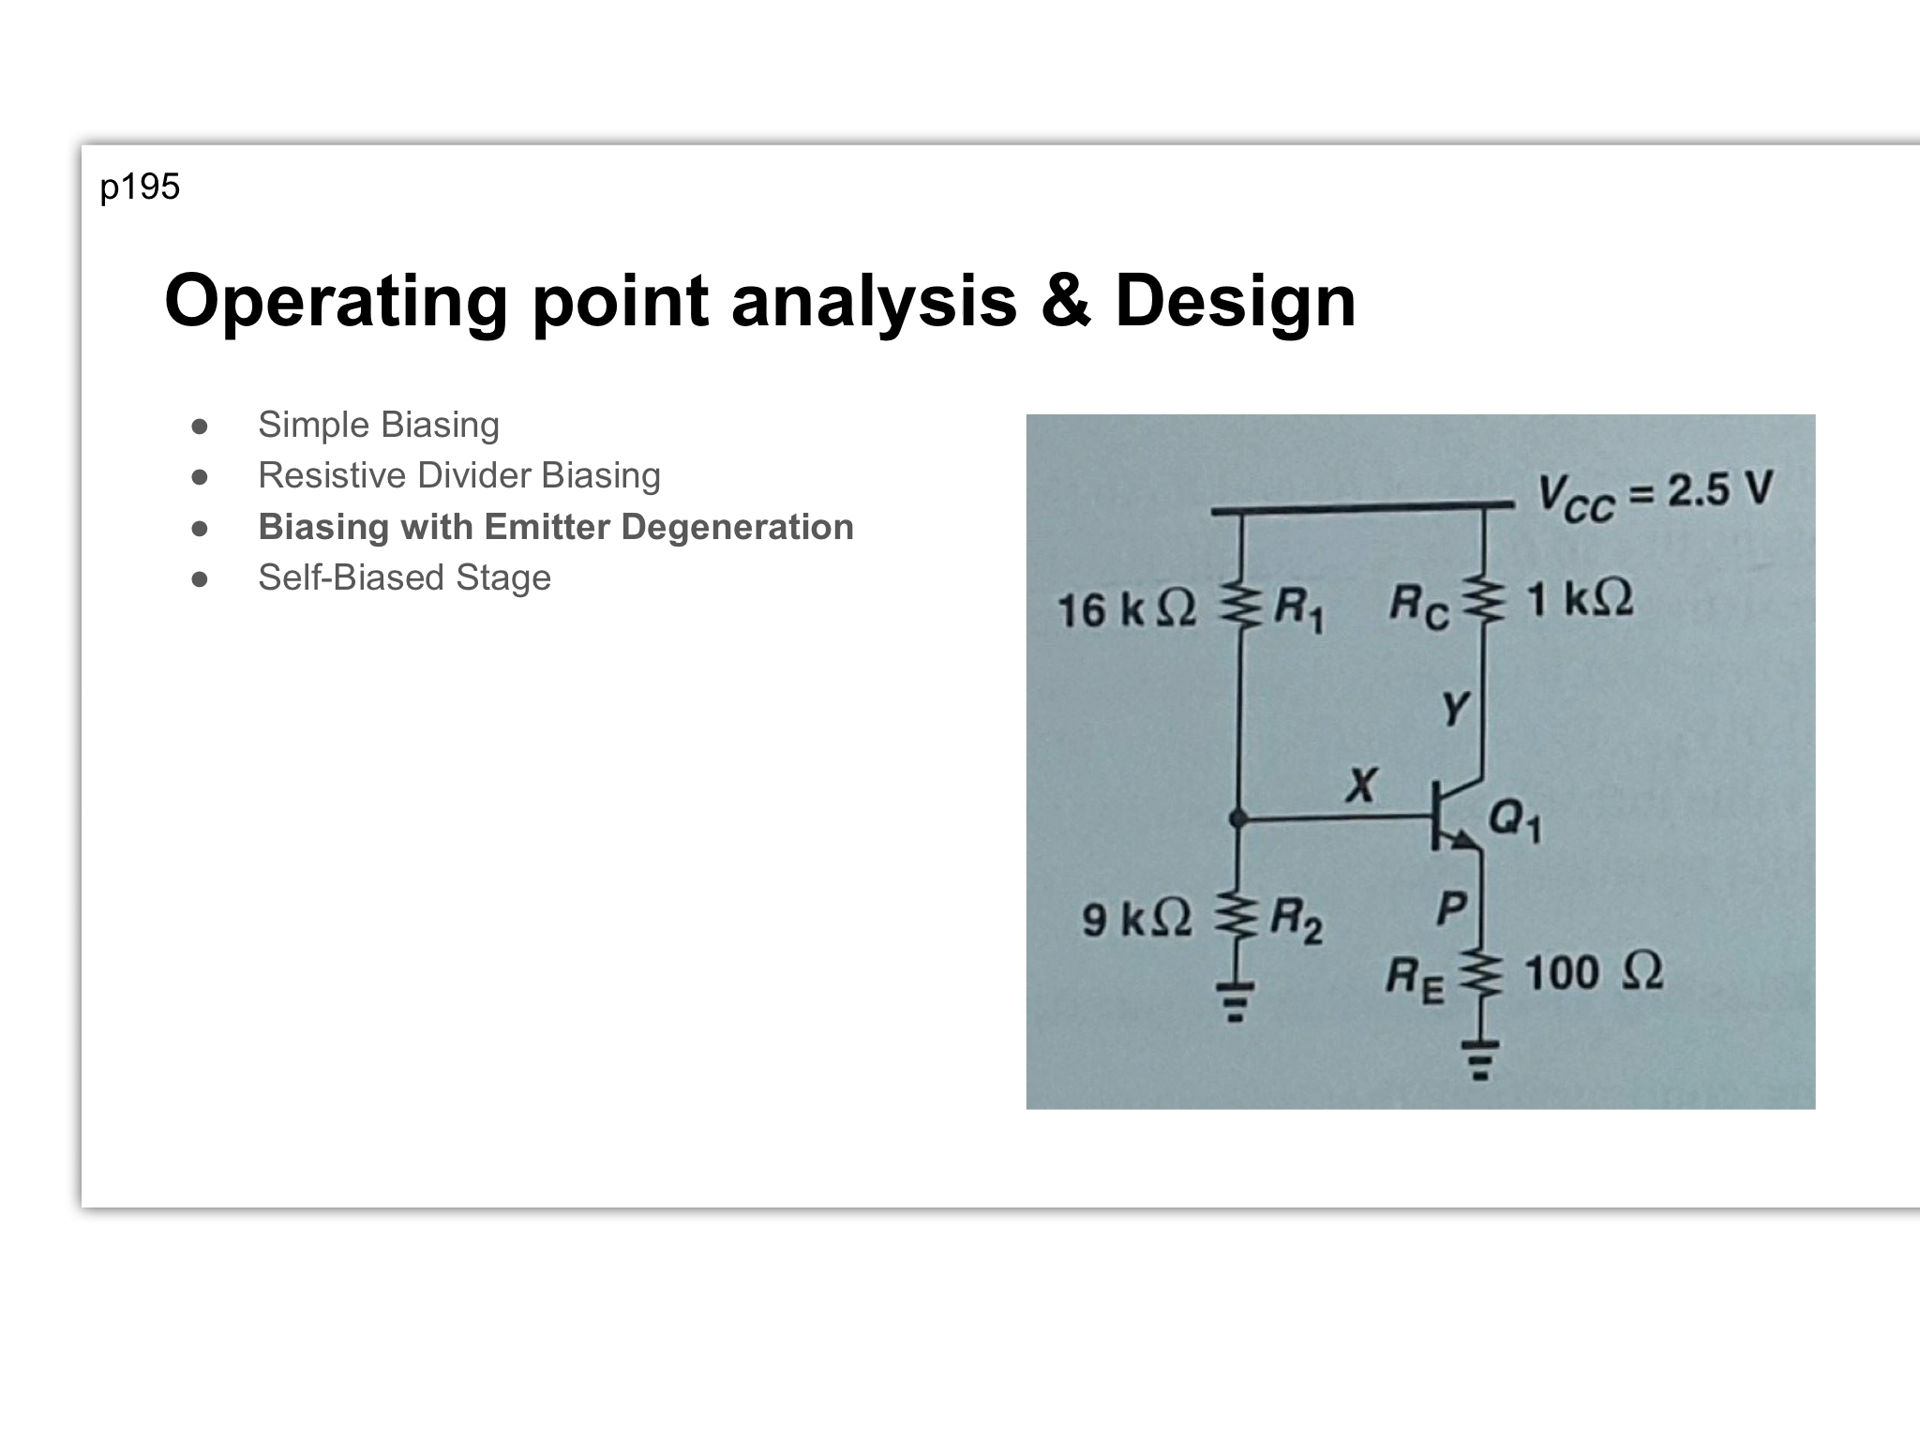 p195
Operating point analysis & Design
● Simple Biasing
● Resistive Divider Biasing
● Biasing with Emitter Degeneration
● Self-Biased Stage
VCC = 2.5 V
16 kΩ R1 RC 1 kΩ
Y
X
Q1
9 kΩ R2 P
RE 100 Ω